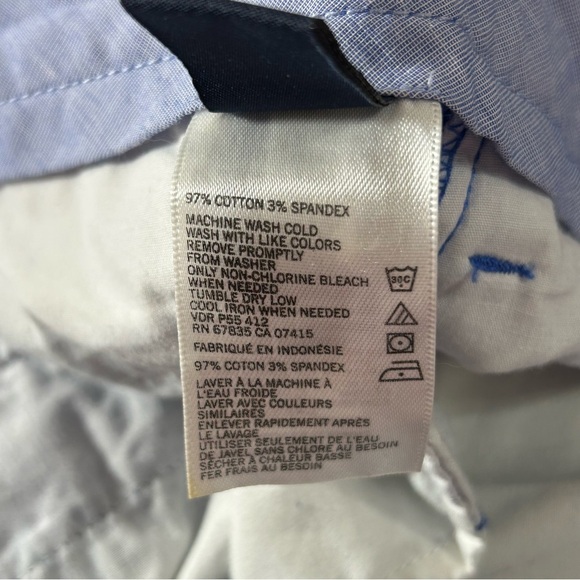 97% COTTON 3% SPANDEX
MACHINE WASH COLD
WASH WITH LIKE COLORS
REMOVE PROMPTLY
FROM WASHER
ONLY NON-CHLORINE BLEACH
WHEN NEEDED
TUMBLE DRY LOW
COOL IRON WHEN NEEDED
VDR P55 412
RN 67835 CA 07415
FABRIQUÉ EN INDONÉSIE
97% COTON 3% SPANDEX
LAVER À LA MACHINE À
L'EAU FROIDE
LAVER AVEC COULEURS
SIMILAIRES
ENLEVER RAPIDEMENT APRÈS
LE LAVAGE
UTILISER SEULEMENT DE L'EAU
DE JAVEL SANS CHLORE AU BESOIN
SÉCHER À CHALEUR BASSE
FER FRAIS AU BESOIN
30C